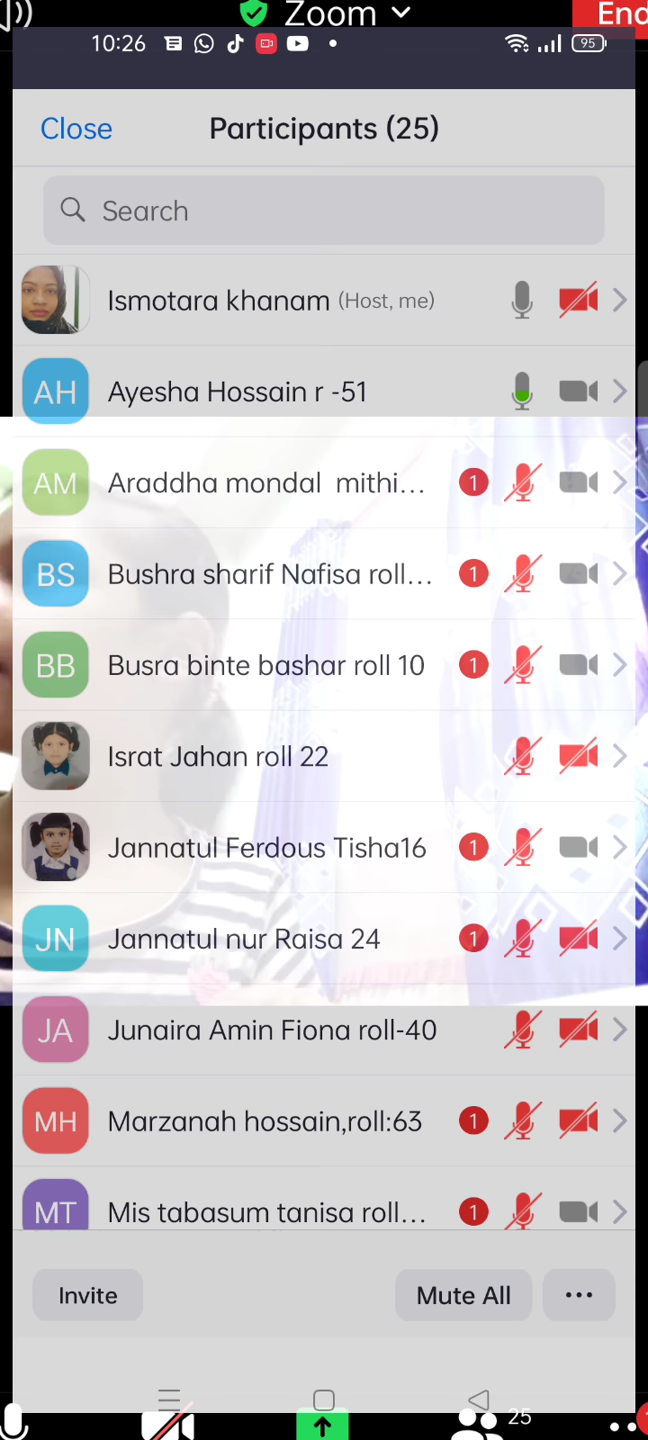 Zoom
End
10:26
95
Close
Participants (25)
Search
Ismotara khanam (Host, me)
AH
Ayesha Hossain r -51
AM
Araddha mondal mithi...
1
BS
Bushra sharif Nafisa roll...
1
BB
Busra binte bashar roll 10
1
Israt Jahan roll 22
Jannatul Ferdous Tisha16
1
JN
Jannatul nur Raisa 24
1
JA
Junaira Amin Fiona roll-40
MH
Marzanah hossain,roll:63
1
MT
Mis tabasum tanisa roll...
1
Invite
Mute All
25